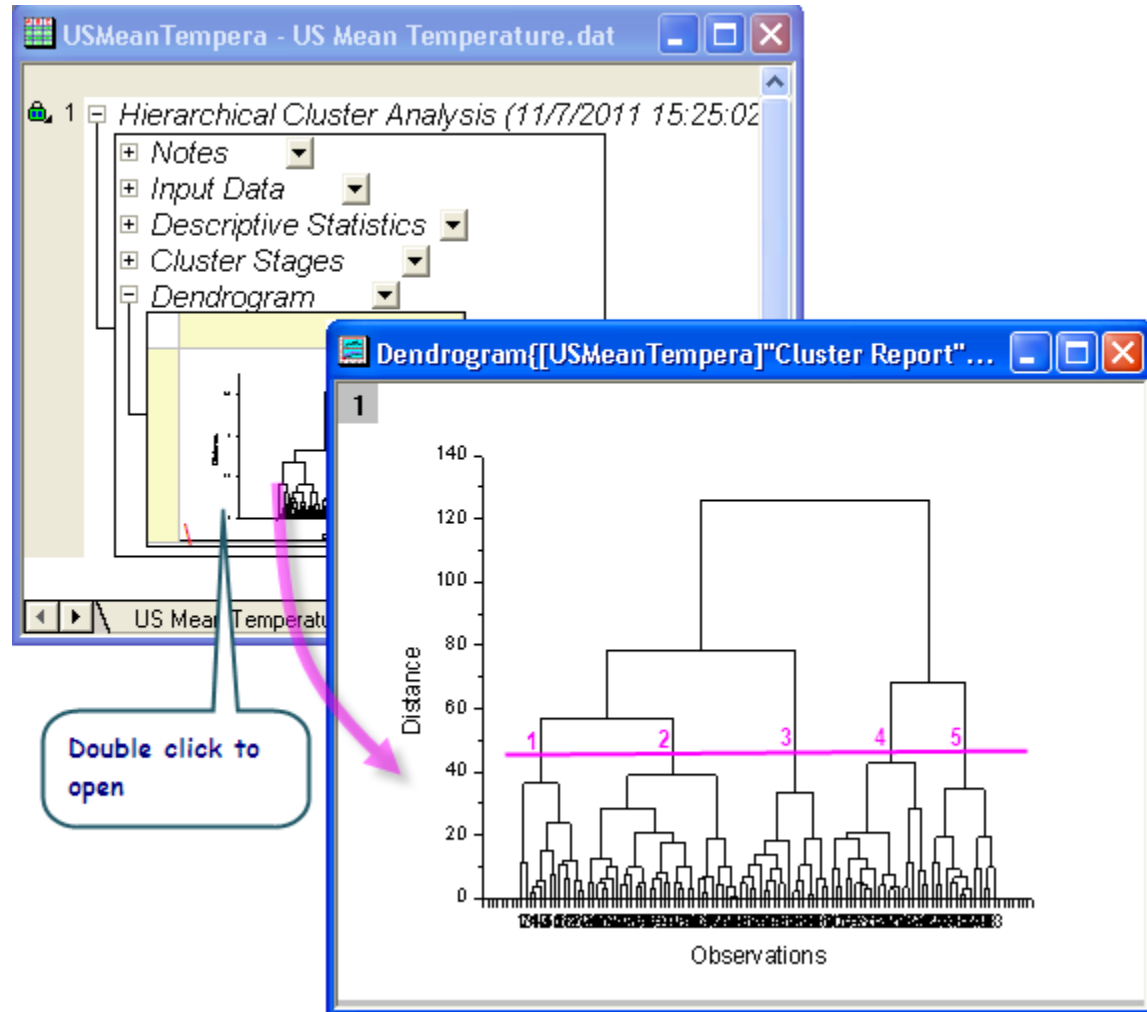 USMeanTempera - US Mean Temperature.dat
1 Hierarchical Cluster Analysis (11/7/2011 15:25:02
Notes
Input Data
Descriptive Statistics
Cluster Stages
Dendrogram
US Mean Temperatu
Double click to
open
Dendrogram{[USMeanTempera]"Cluster Report"...
1
140
120
100
80
60
40
20
0
Distance
1 2 3 4 5
Observations